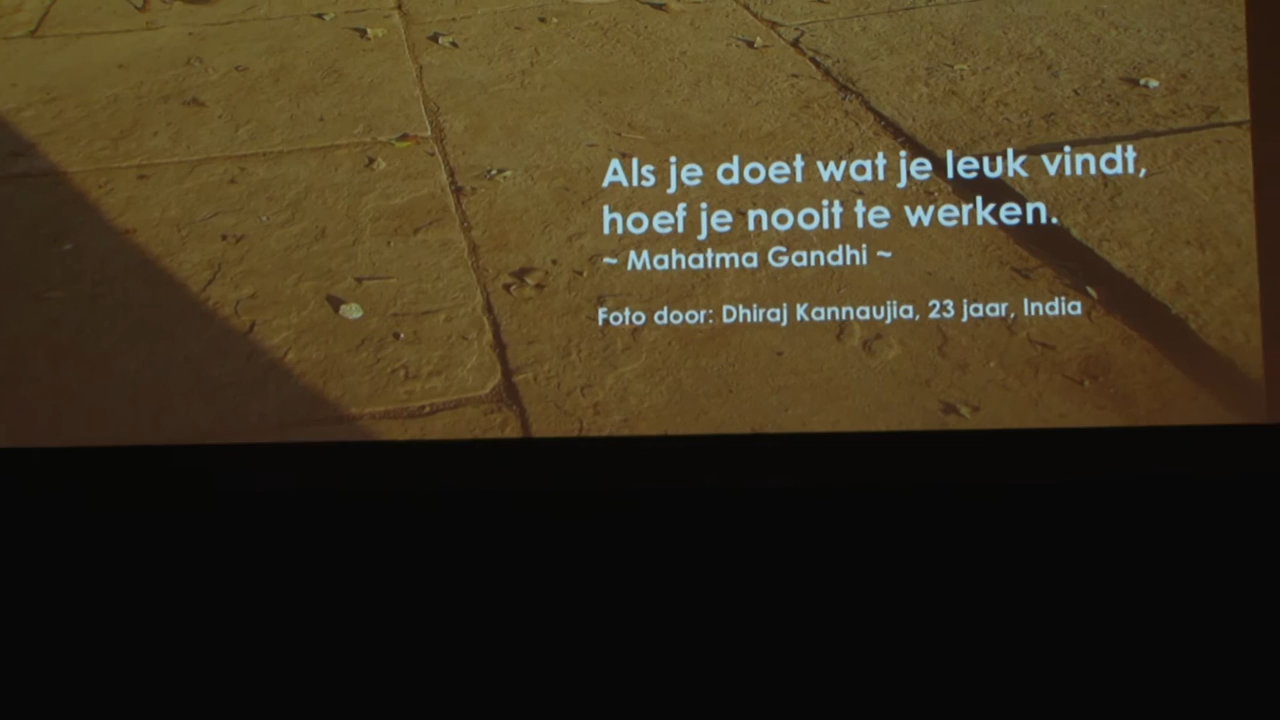 Als je doet wat je leuk vindt,
hoef je nooit te werken.
~ Mahatma Gandhi ~
Foto door: Dhiraj Kannaujia, 23 jaar, India